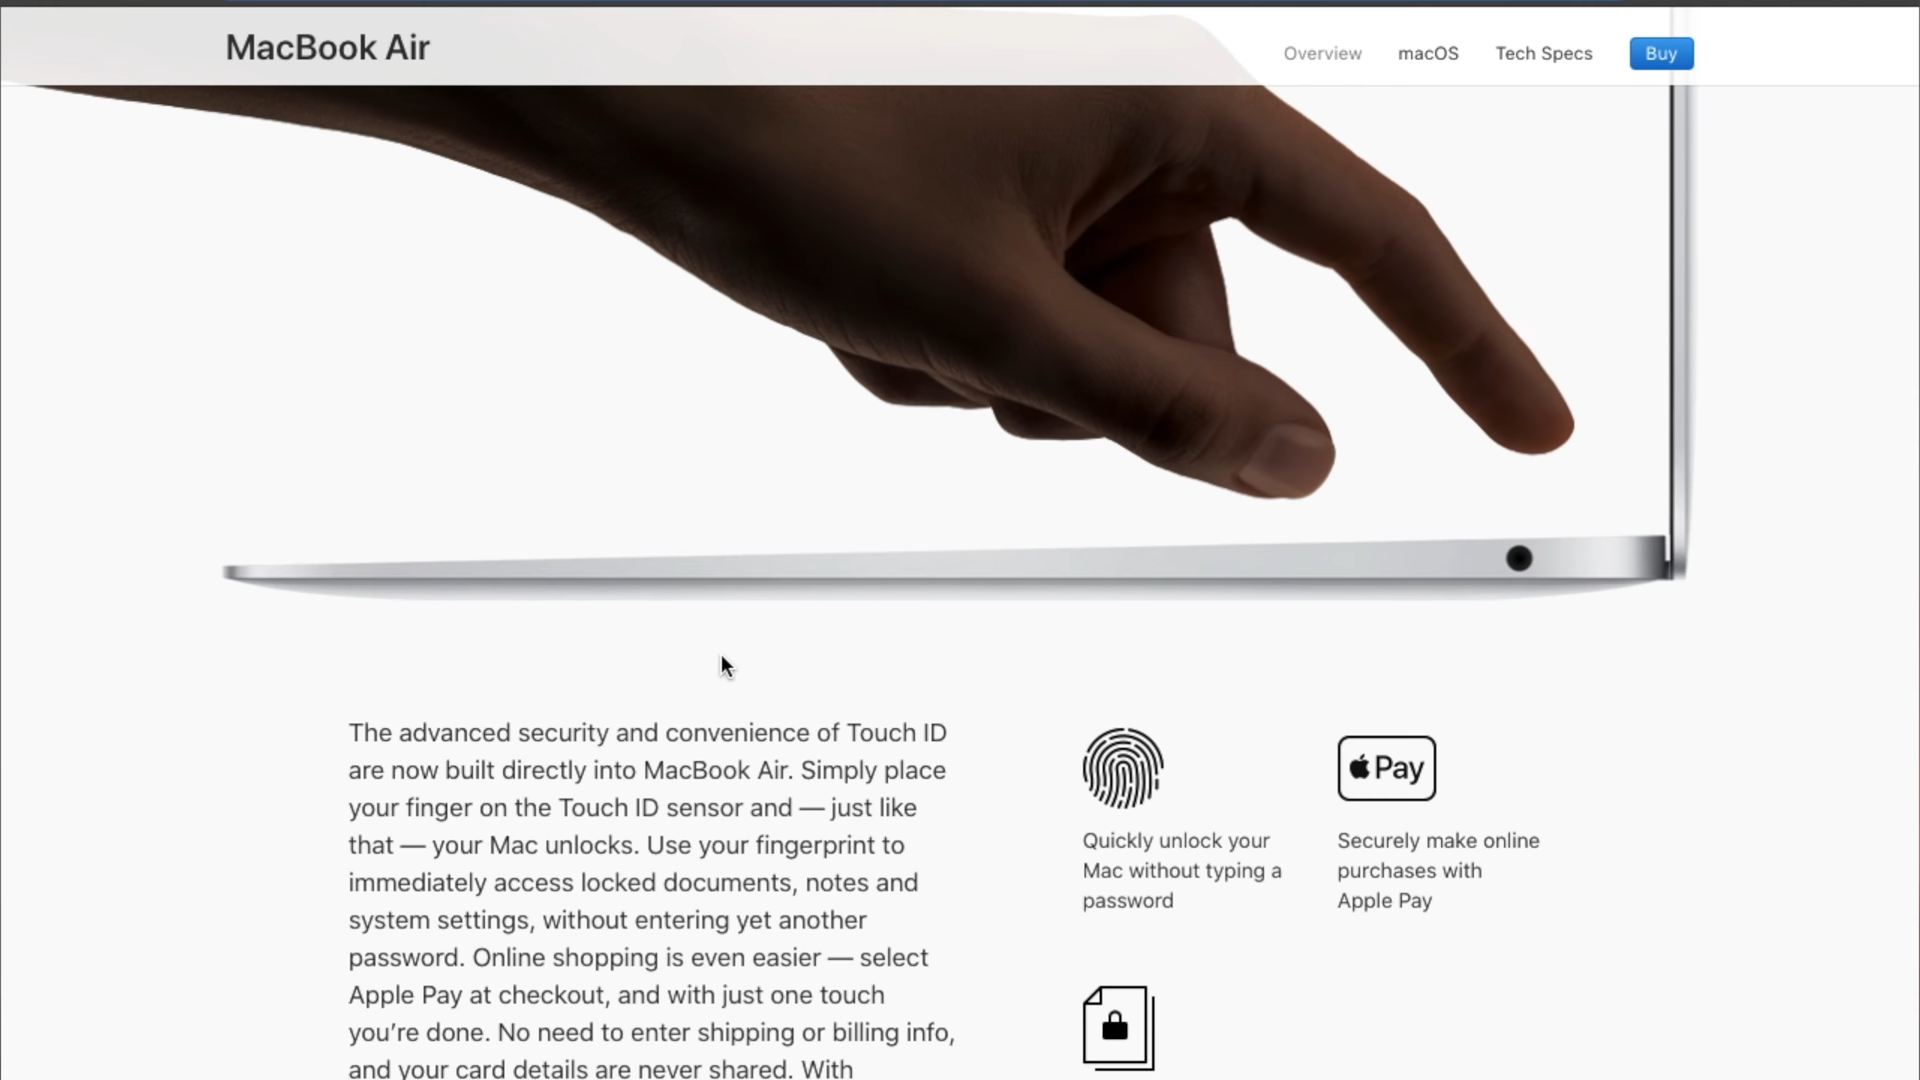 MacBook Air
Overview
macOS
Tech Specs
Buy
The advanced security and convenience of Touch ID
are now built directly into MacBook Air. Simply place
your finger on the Touch ID sensor and — just like
that — your Mac unlocks. Use your fingerprint to
immediately access locked documents, notes and
system settings, without entering yet another
password. Online shopping is even easier — select
Apple Pay at checkout, and with just one touch
you’re done. No need to enter shipping or billing info,
and your card details are never shared. With
Quickly unlock your
Mac without typing a
password
Pay
Securely make online
purchases with
Apple Pay